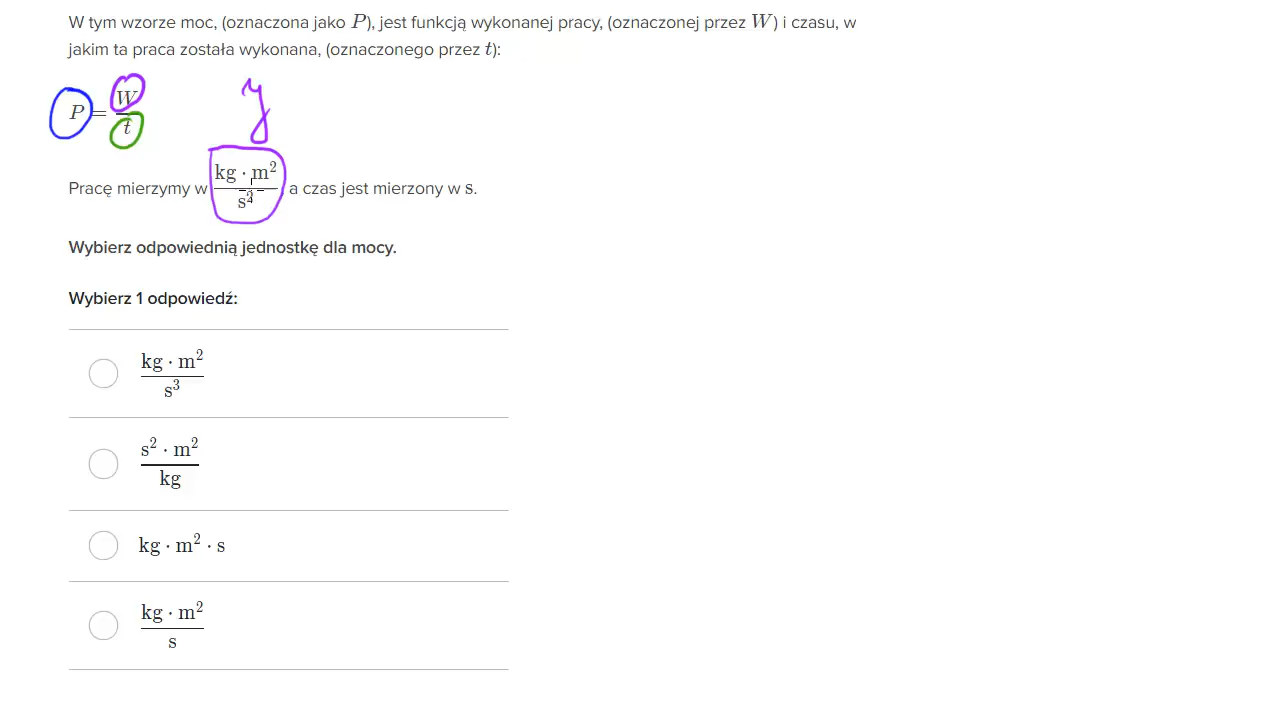 W tym wzorze moc, (oznaczona jako P), jest funkcją wykonanej pracy, (oznaczonej przez W) i czasu, w
jakim ta praca została wykonana, (oznaczonego przez t):
P = W/t
y
Pracę mierzymy w kg · m²/s², a czas jest mierzony w s.
Wybierz odpowiednią jednostkę dla mocy.
Wybierz 1 odpowiedź:
kg · m²/s³
s² · m²/kg
kg · m² · s
kg · m²/s